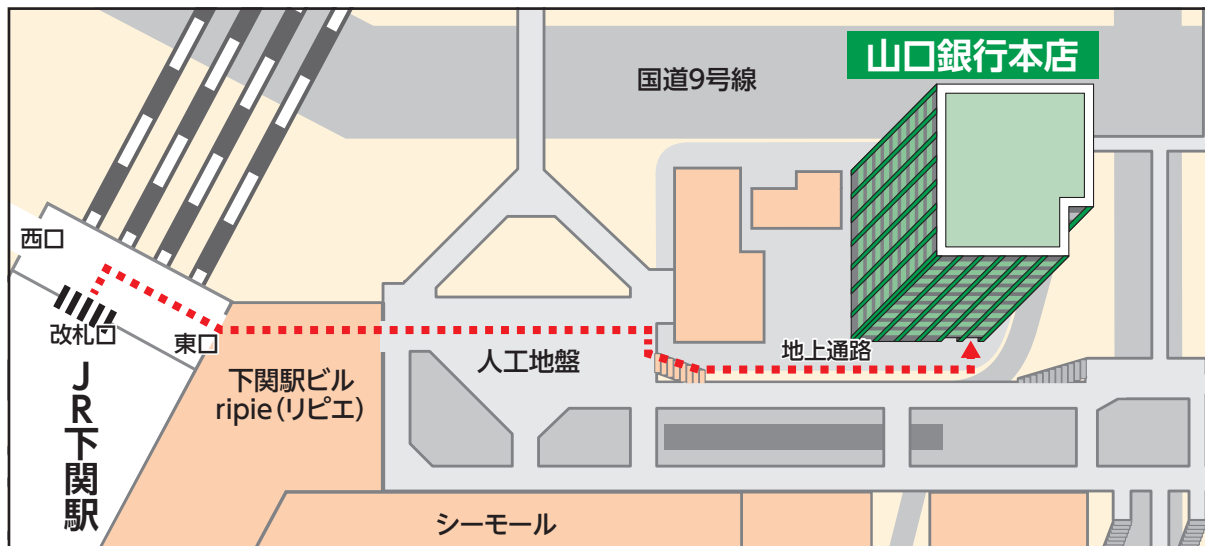 山口銀行本店
国道9号線
西口
改札口
東口
JR下関駅
下関駅ビル
ripie(リピエ)
人工地盤
地上通路
シーモール